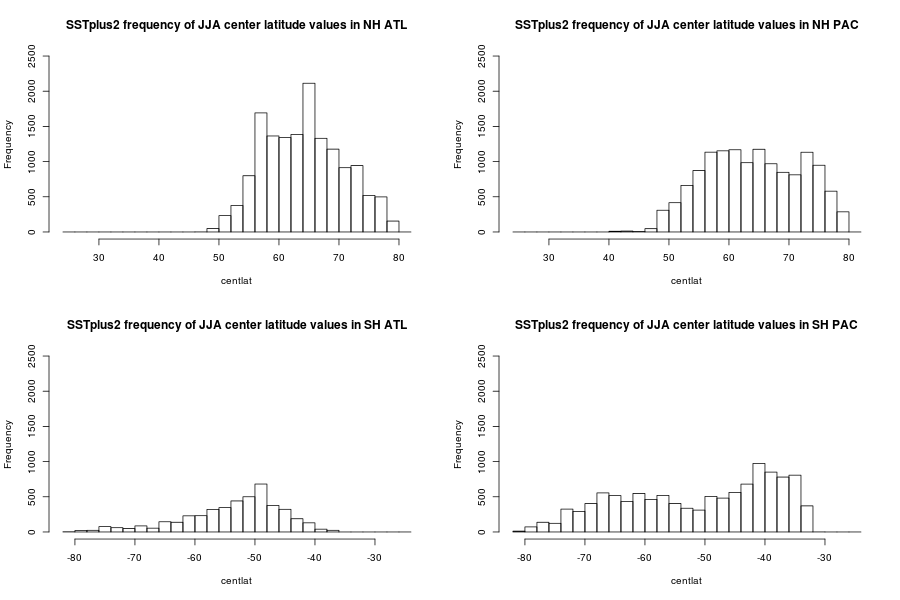 SSTplus2 frequency of JJA center latitude values in NH ATL
Frequency
2500
2000
1500
1000
500
0
30 40 50 60 70 80
centlat
SSTplus2 frequency of JJA center latitude values in NH PAC
Frequency
2500
2000
1500
1000
500
0
30 40 50 60 70 80
centlat
SSTplus2 frequency of JJA center latitude values in SH ATL
Frequency
2500
2000
1500
1000
500
0
-80 -70 -60 -50 -40 -30
centlat
SSTplus2 frequency of JJA center latitude values in SH PAC
Frequency
2500
2000
1500
1000
500
0
-80 -70 -60 -50 -40 -30
centlat